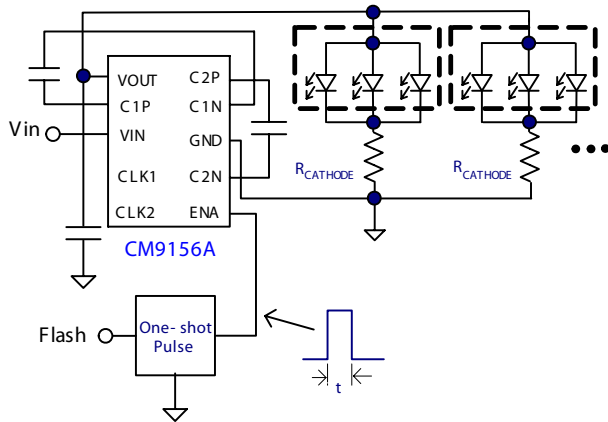 VOUT
C2P
C1P
C1N
Vin
VIN
GND
CLK1
C2N
CLK2
ENA
CM9156A
RCATHODE
RCATHODE
Flash
One- shot
Pulse
t